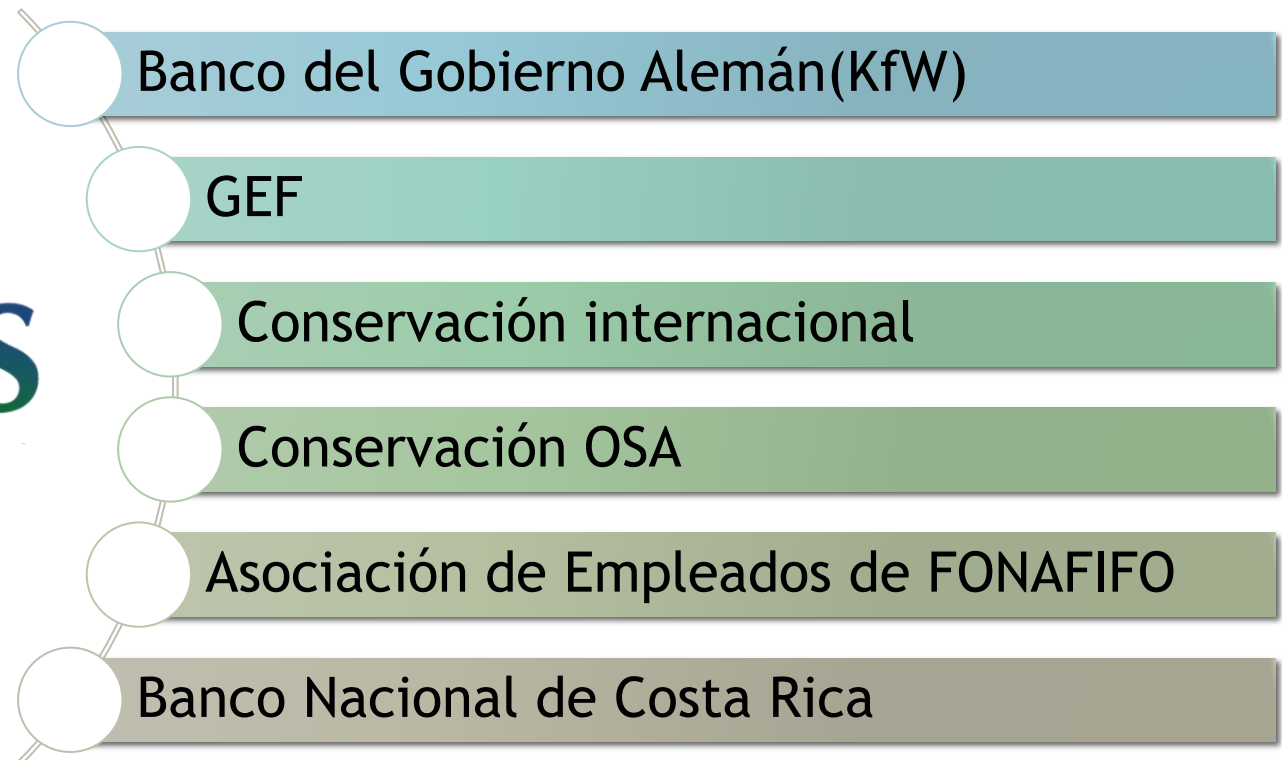 Banco del Gobierno Alemán(KfW)
GEF
Conservación internacional
S
Conservación OSA
Asociación de Empleados de FONAFIFO
Banco Nacional de Costa Rica